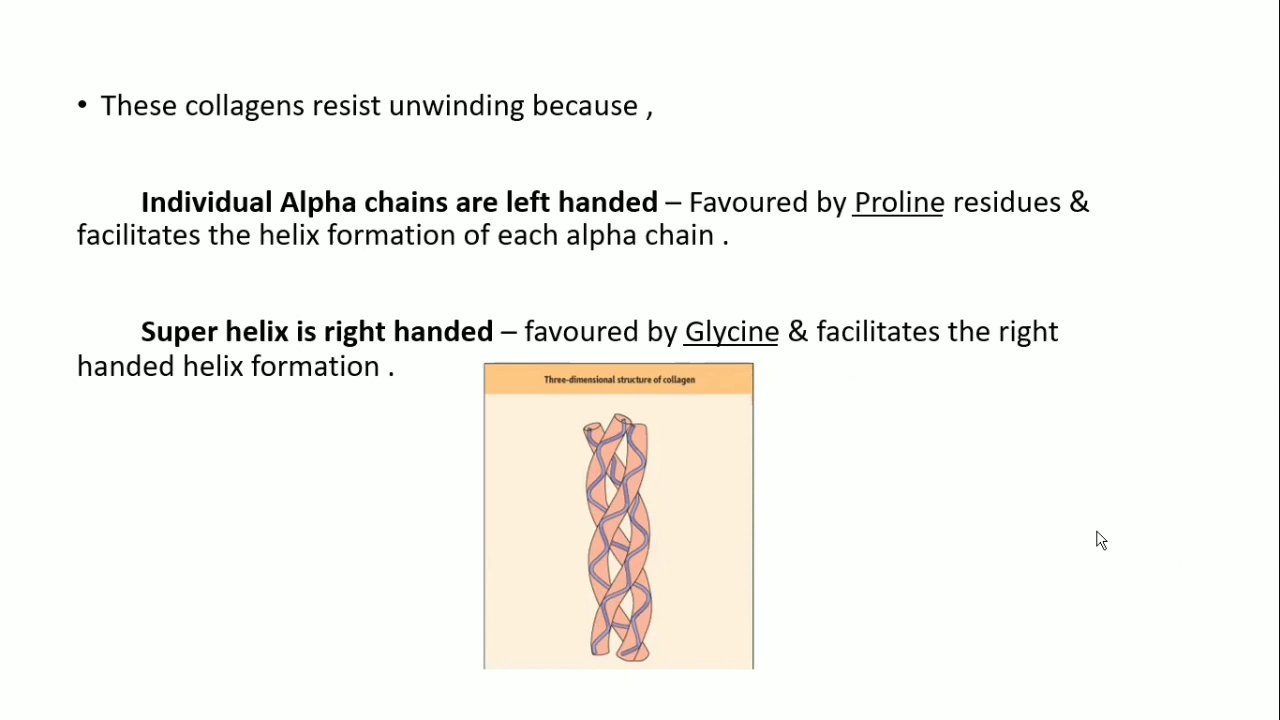 • These collagens resist unwinding because ,
Individual Alpha chains are left handed – Favoured by Proline residues &
facilitates the helix formation of each alpha chain .
Super helix is right handed – favoured by Glycine & facilitates the right
handed helix formation .
Three-dimensional structure of collagen